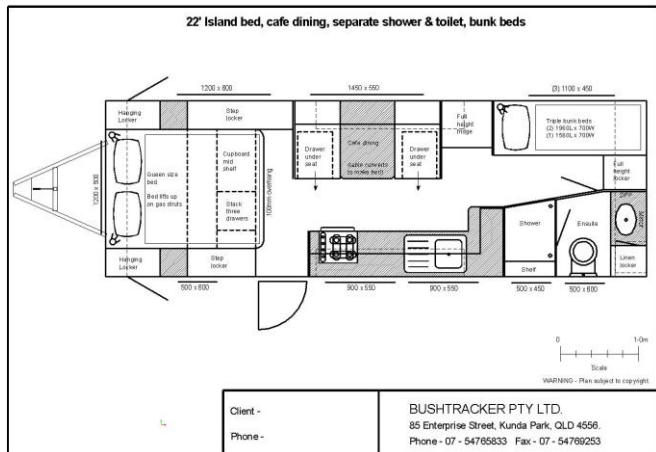 22' Island bed, cafe dining, separate shower & toilet, bunk beds
1200 x 800
1450 x 550
(3) 1100 x 450
Hanging
Locker
Step
locker
Full
height
fridge
Triple bunk beds
(2) 1960L x 700W
(1) 1560L x 700W
Cafe dining
Drawer
under
seat
(table converts
to make bed)
Drawer
under
seat
Cupboard
mid
shelf
Queen size
bed
Bed lifts up
on gas struts
Stack
three
drawers
100mm overhang
Full
height
locker
Mirror
Shower
Ensuite
Shelf
Hanging
Locker
Step
locker
Linen
locker
500 x 600
900 x 550
900 x 550
500 x 450
500 x 600
0
1-0m
Scale
WARNING - Plan subject to copyright
Client -
Phone -
BUSHTRACKER PTY LTD.
85 Enterprise Street, Kunda Park, QLD 4556.
Phone - 07 - 54765833 Fax - 07 - 54769253